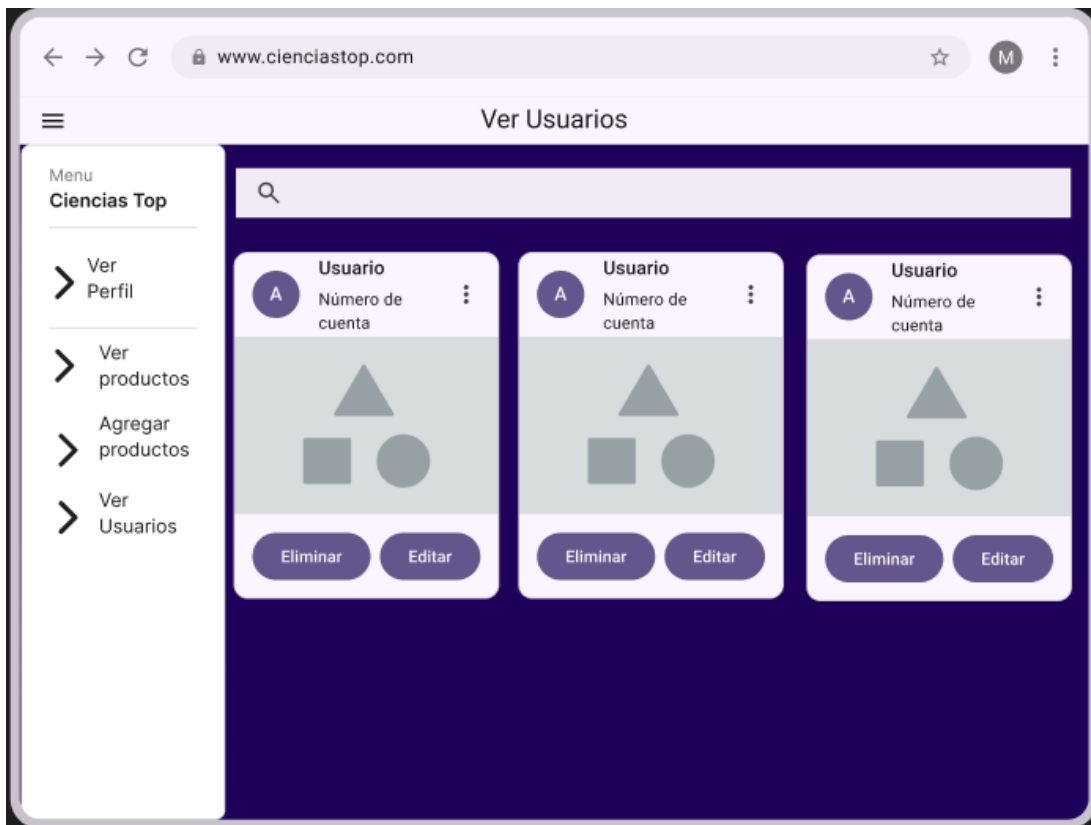 www.cienciastop.com
M
Ver Usuarios
Menu
Ciencias Top
Ver
Perfil
Ver
productos
Agregar
productos
Ver
Usuarios
A
Usuario
Número de
cuenta
Eliminar
Editar
A
Usuario
Número de
cuenta
Eliminar
Editar
A
Usuario
Número de
cuenta
Eliminar
Editar